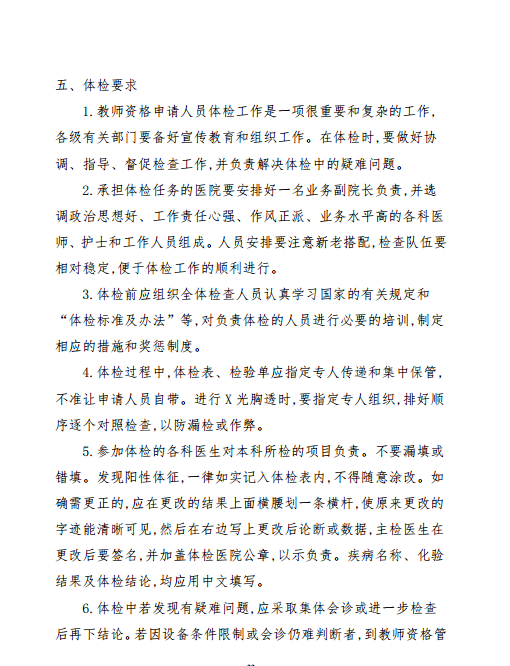 五、体检要求
1.教师资格申请人员体检工作是一项很重要和复杂的工作,
各级有关部门要备好宣传教育和组织工作。在体检时,要做好协
调、指导、督促检查工作,并负责解决体检中的疑难问题。
2.承担体检任务的医院要安排好一名业务副院长负责,并选
调政治思想好、工作责任心强、作风正派、业务水平高的各科医
师、护士和工作人员组成。人员安排要注意新老搭配,检查队伍要
相对稳定,便于体检工作的顺利进行。
3.体检前应组织全体检查人员认真学习国家的有关规定和
“体检标准及办法”等,对负责体检的人员进行必要的培训,制定
相应的措施和奖惩制度。
4.体检过程中,体检表、检验单应指定专人传递和集中保管,
不准让申请人员自带。进行X光胸透时,要指定专人组织,排好顺
序逐个对照检查,以防漏检或作弊。
5.参加体检的各科医生对本科所检的项目负责。不要漏填或
错填。发现阳性体征,一律如实记入体检表内,不得随意涂改。如
确需更正的,应在更改的结果上面横腰划一条横杆,使原来更改的
字迹能清晰可见,然后在右边写上更改后论断或数据,主检医生在
更改后要签名,并加盖体检医院公章,以示负责。疾病名称、化验
结果及体检结论,均应用中文填写。
6.体检中若发现有疑难问题,应采取集体会诊或进一步检查
后再下结论。若因设备条件限制或会诊仍难判断者,到教师资格管